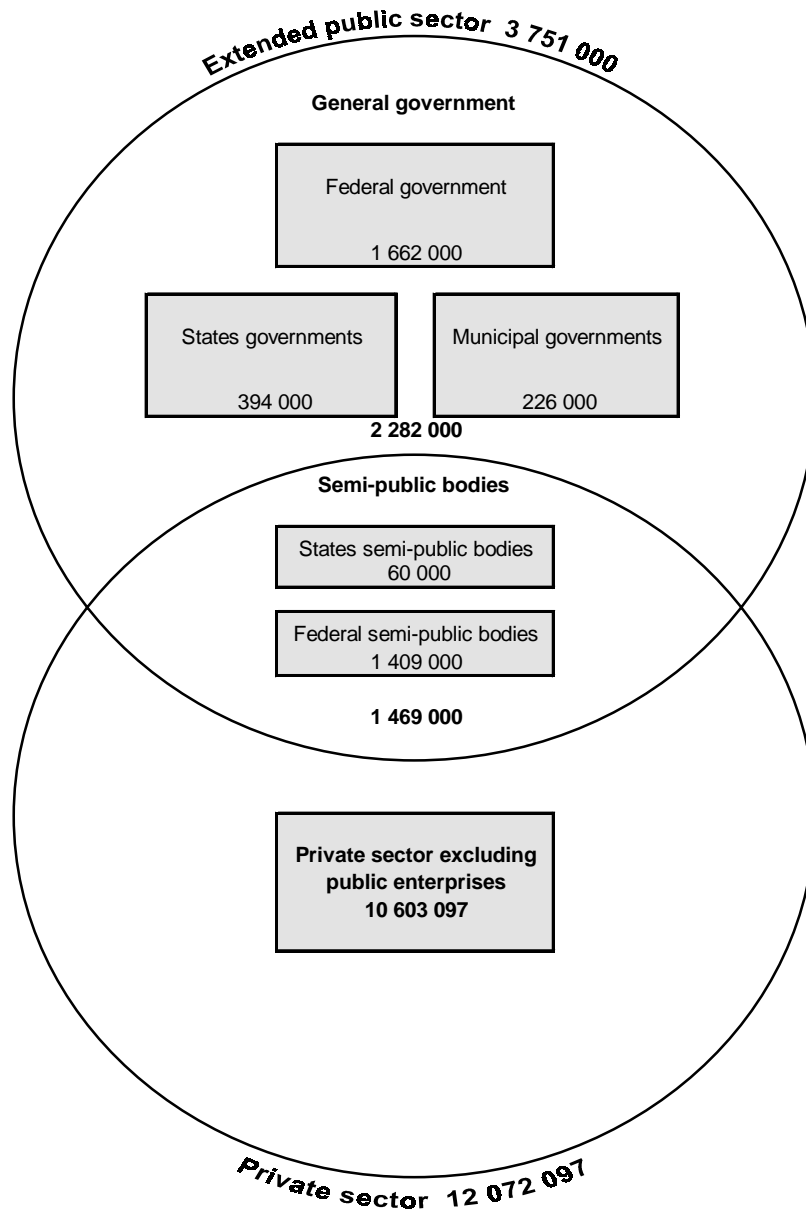 Extended public sector 3 751 000
General government
Federal government
1 662 000
States governments
394 000
Municipal governments
226 000
2 282 000
Semi-public bodies
States semi-public bodies
60 000
Federal semi-public bodies
1 409 000
1 469 000
Private sector excluding
public enterprises
10 603 097
Private sector 12 072 097